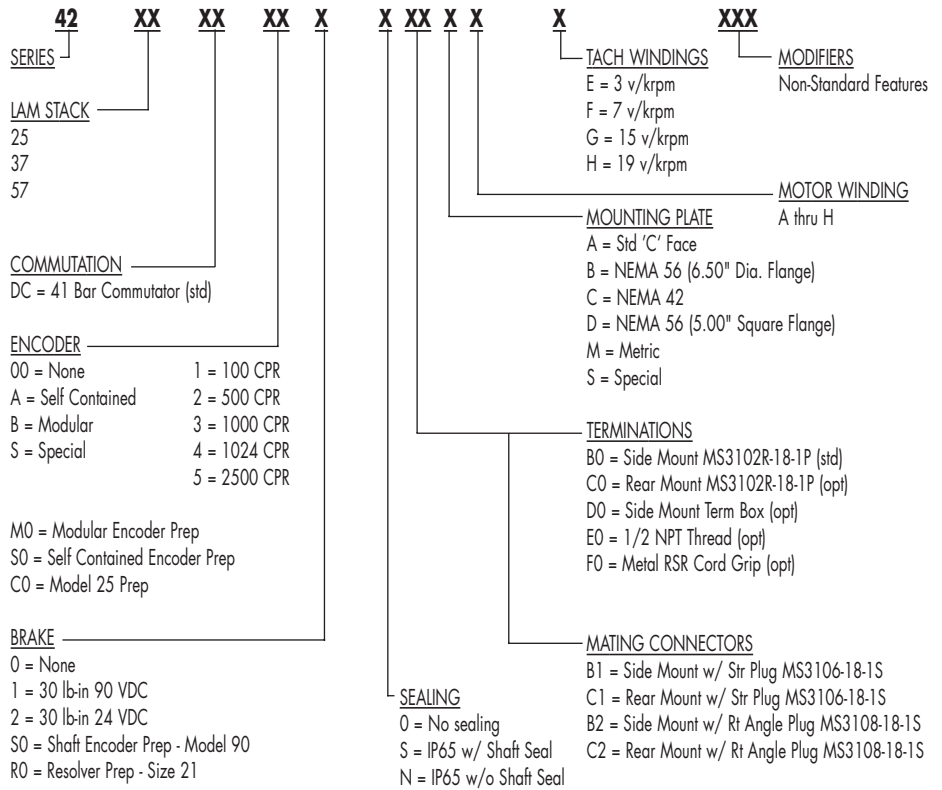 42 XX XX XX X X XX X X X XXX
SERIES
LAM STACK
25
37
57
COMMUTATION
DC = 41 Bar Commutator (std)
ENCODER
00 = None 1 = 100 CPR
A = Self Contained 2 = 500 CPR
B = Modular 3 = 1000 CPR
S = Special 4 = 1024 CPR
5 = 2500 CPR
M0 = Modular Encoder Prep
S0 = Self Contained Encoder Prep
C0 = Model 25 Prep
BRAKE
0 = None
1 = 30 lb-in 90 VDC
2 = 30 lb-in 24 VDC
S0 = Shaft Encoder Prep - Model 90
R0 = Resolver Prep - Size 21
SEALING
0 = No sealing
S = IP65 w/ Shaft Seal
N = IP65 w/o Shaft Seal
TACH WINDINGS
E = 3 v/krpm
F = 7 v/krpm
G = 15 v/krpm
H = 19 v/krpm
MODIFIERS
Non-Standard Features
MOTOR WINDING
A thru H
MOUNTING PLATE
A = Std 'C' Face
B = NEMA 56 (6.50" Dia. Flange)
C = NEMA 42
D = NEMA 56 (5.00" Square Flange)
M = Metric
S = Special
TERMINATIONS
B0 = Side Mount MS3102R-18-1P (std)
C0 = Rear Mount MS3102R-18-1P (opt)
D0 = Side Mount Term Box (opt)
E0 = 1/2 NPT Thread (opt)
F0 = Metal RSR Cord Grip (opt)
MATING CONNECTORS
B1 = Side Mount w/ Str Plug MS3106-18-1S
C1 = Rear Mount w/ Str Plug MS3106-18-1S
B2 = Side Mount w/ Rt Angle Plug MS3108-18-1S
C2 = Rear Mount w/ Rt Angle Plug MS3108-18-1S